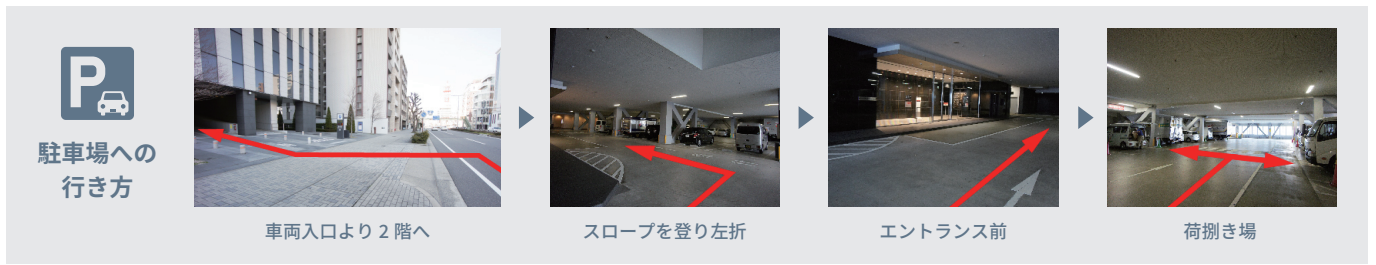 P
駐車場への
行き方
車両入口より2階へ
スロープを登り左折
エントランス前
荷捌き場